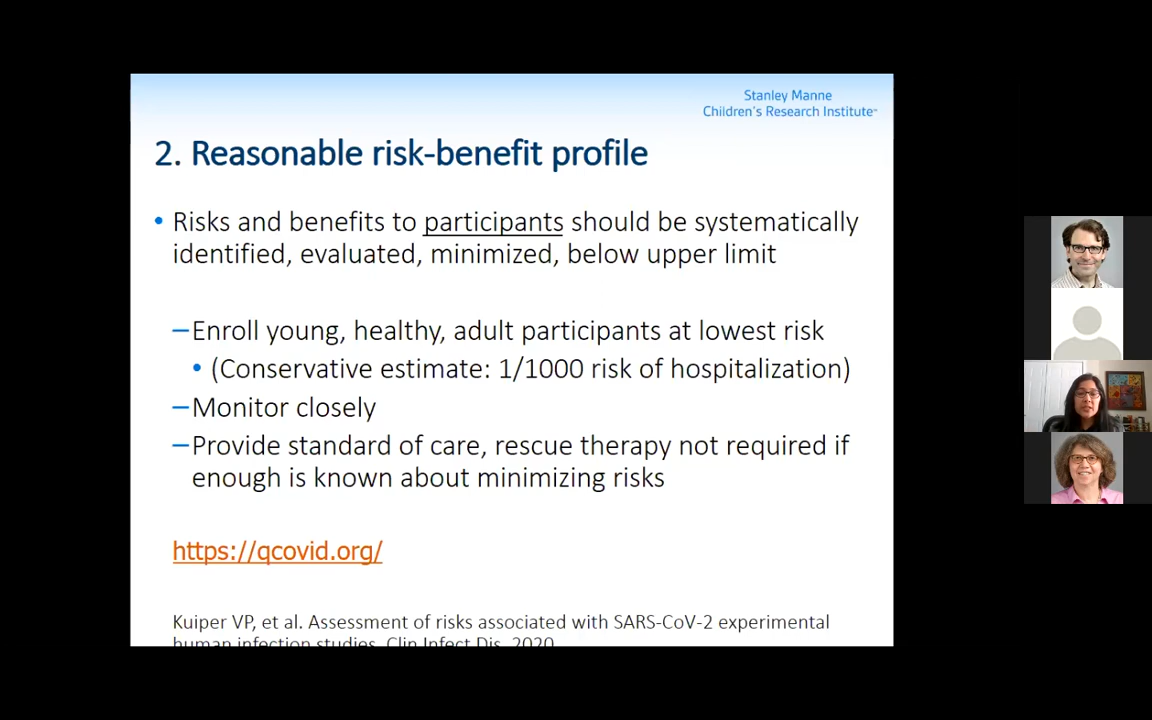 Stanley Manne
Children's Research Institute™
2. Reasonable risk-benefit profile
• Risks and benefits to participants should be systematically
identified, evaluated, minimized, below upper limit
–Enroll young, healthy, adult participants at lowest risk
• (Conservative estimate: 1/1000 risk of hospitalization)
–Monitor closely
–Provide standard of care, rescue therapy not required if
enough is known about minimizing risks
https://qcovid.org/
Kuiper VP, et al. Assessment of risks associated with SARS-CoV-2 experimental
human infection studies. Clin Infect Dis. 2020